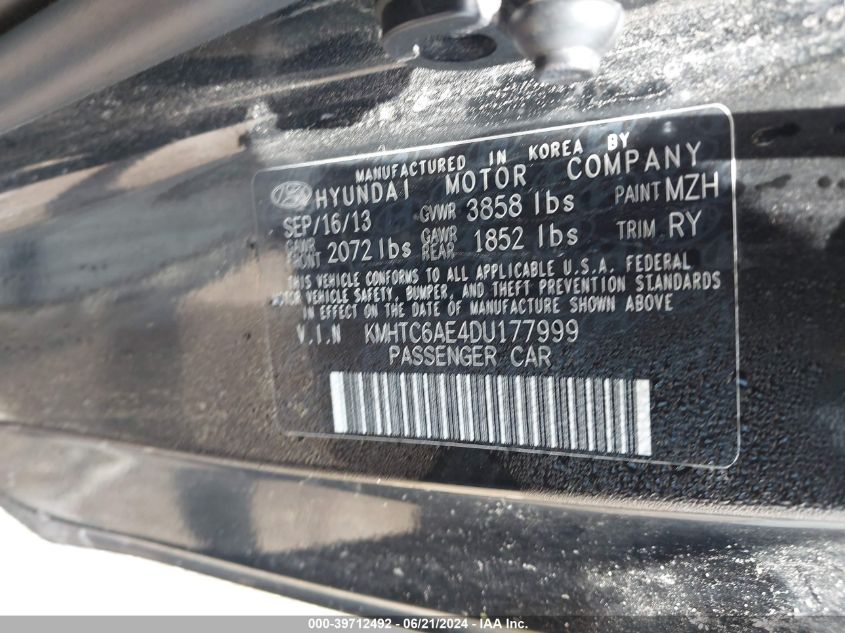 MANUFACTURED IN KOREA BY
HYUNDAI MOTOR COMPANY
SEP/16/13 GVWR 3858 lbs PAINT MZH
GAWR FRONT 2072 lbs GAWR REAR 1852 lbs TRIM RY
THIS VEHICLE CONFORMS TO ALL APPLICABLE U.S.A. FEDERAL
MOTOR VEHICLE SAFETY, BUMPER, AND THEFT PREVENTION STANDARDS
IN EFFECT ON THE DATE OF MANUFACTURE SHOWN ABOVE
V.I.N KMHTC6AE4DU177999
PASSENGER CAR
000-39712492 - 06/21/2024 - IAAI.COM